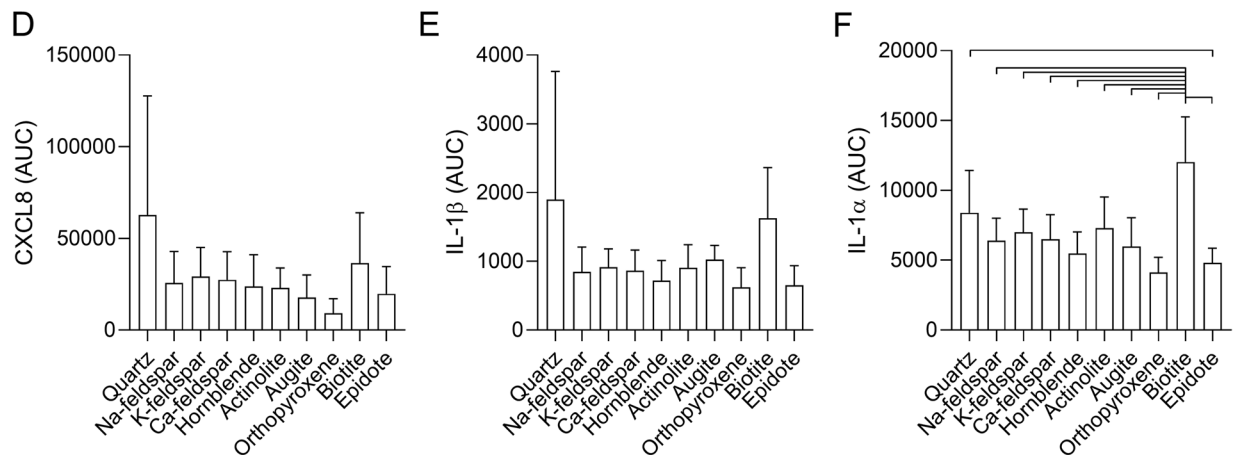 D
CXCL8 (AUC)
150000
100000
50000
0
Quartz
Na-feldspar
K-feldspar
Ca-feldspar
Hornblende
Actinolite
Augite
Orthopyroxene
Biotite
Epidote
E
IL-1β (AUC)
4000
3000
2000
1000
0
Quartz
Na-feldspar
K-feldspar
Ca-feldspar
Hornblende
Actinolite
Augite
Orthopyroxene
Biotite
Epidote
F
IL-1α (AUC)
20000
15000
10000
5000
0
Quartz
Na-feldspar
K-feldspar
Ca-feldspar
Hornblende
Actinolite
Augite
Orthopyroxene
Biotite
Epidote